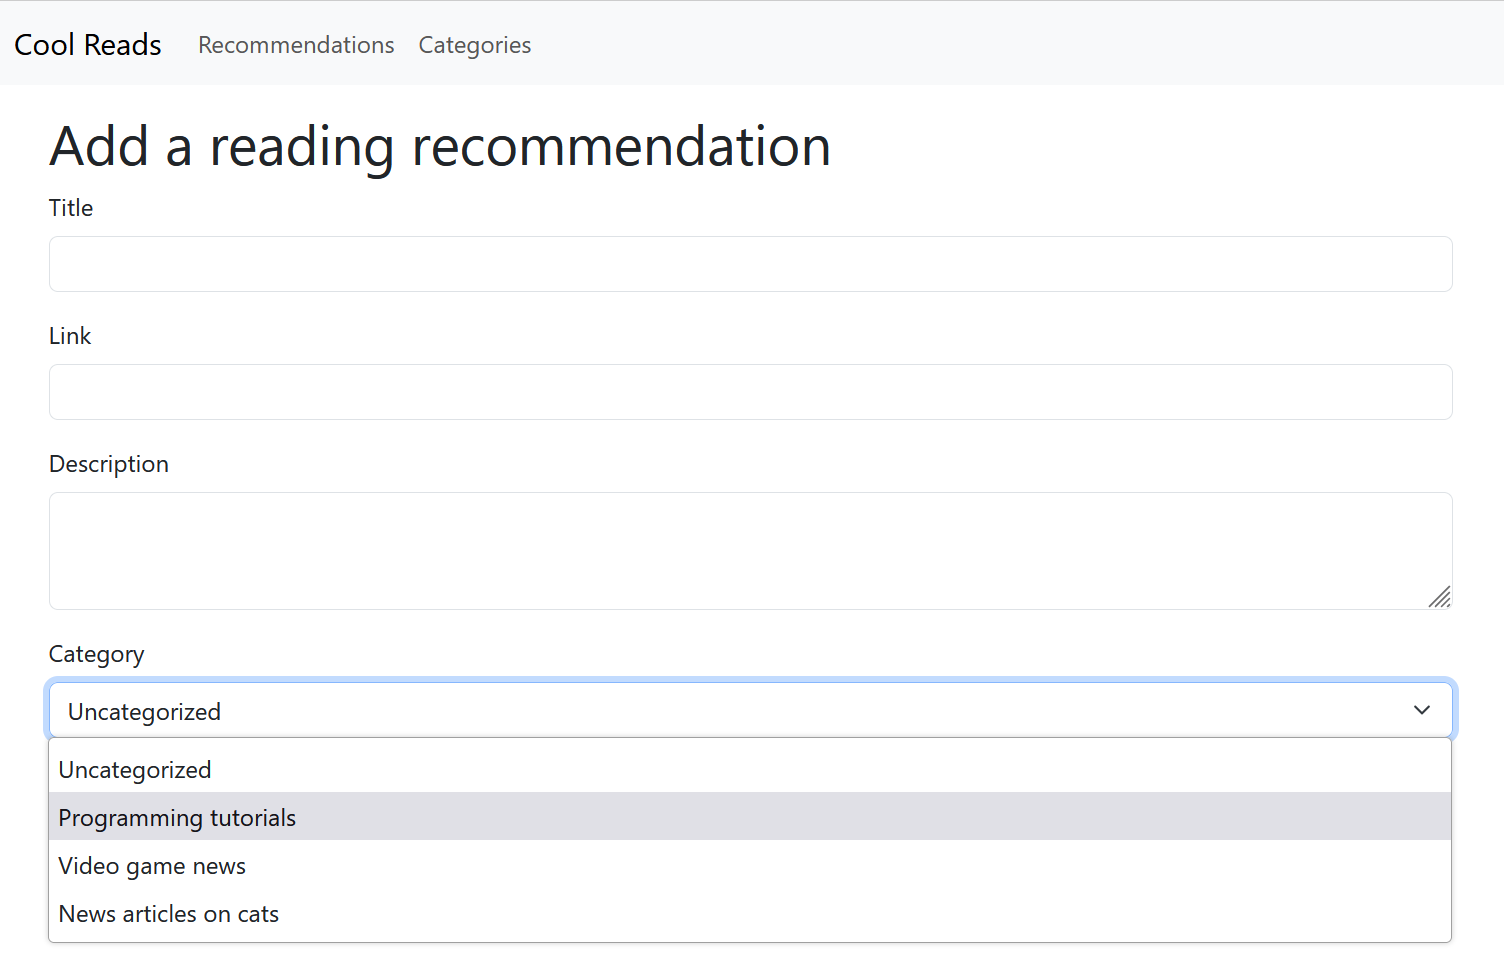 Cool Reads Recommendations Categories
Add a reading recommendation
Title
Link
Description
Category
Uncategorized
Uncategorized
Programming tutorials
Video game news
News articles on cats